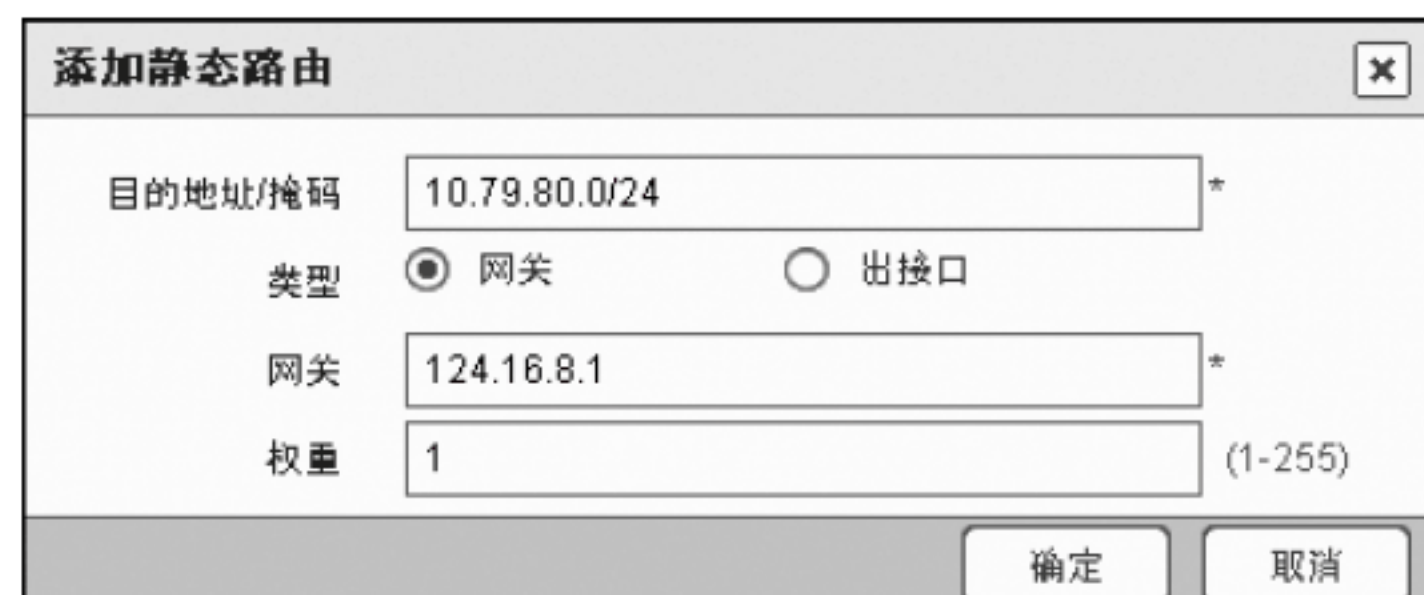 添加静态路由
目的地址/掩码 10.79.80.0/24 *
类型 网关 出接口
网关 124.16.8.1 *
权重 1 (1-255)
确定 取消